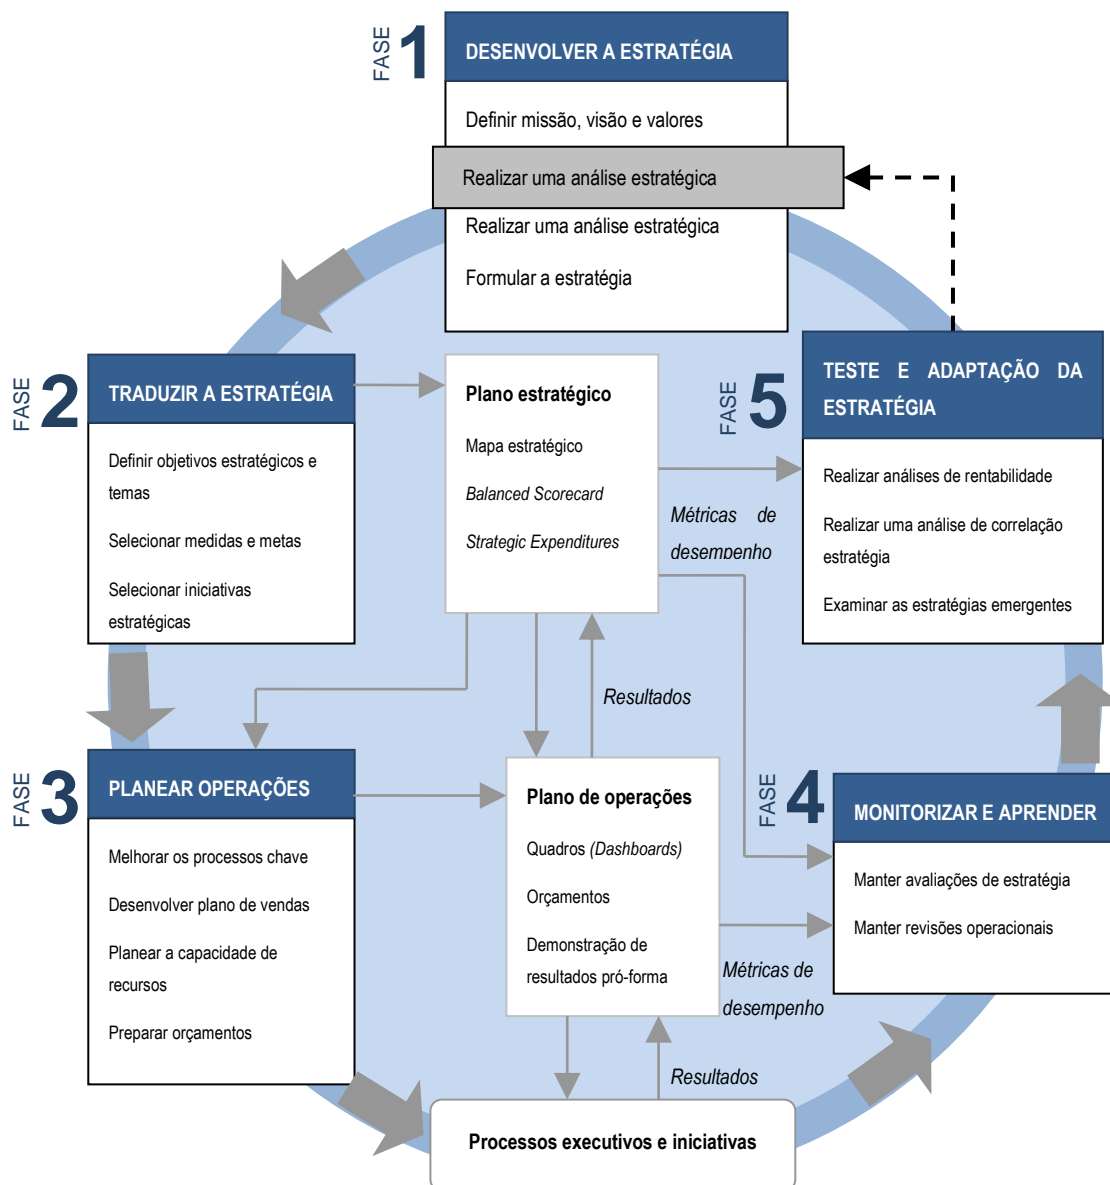 FASE 1
DESENVOLVER A ESTRATÉGIA
Definir missão, visão e valores
Realizar uma análise estratégica
Realizar uma análise estratégica
Formular a estratégia
FASE 2
TRADUZIR A ESTRATÉGIA
Definir objetivos estratégicos e
temas
Selecionar medidas e metas
Selecionar iniciativas
estratégicas
Plano estratégico
Mapa estratégico
Balanced Scorecard
Strategic Expenditures
Métricas de
desempenho
FASE 5
TESTE E ADAPTAÇÃO DA
ESTRATÉGIA
Realizar análises de rentabilidade
Realizar uma análise de correlação
estratégia
Examinar as estratégias emergentes
Resultados
FASE 3
PLANEAR OPERAÇÕES
Melhorar os processos chave
Desenvolver plano de vendas
Planear a capacidade de
recursos
Preparar orçamentos
Plano de operações
Quadros (Dashboards)
Orçamentos
Demonstração de
resultados pró-forma
FASE 4
MONITORIZAR E APRENDER
Manter avaliações de estratégia
Manter revisões operacionais
Métricas de
desempenho
Resultados
Processos executivos e iniciativas